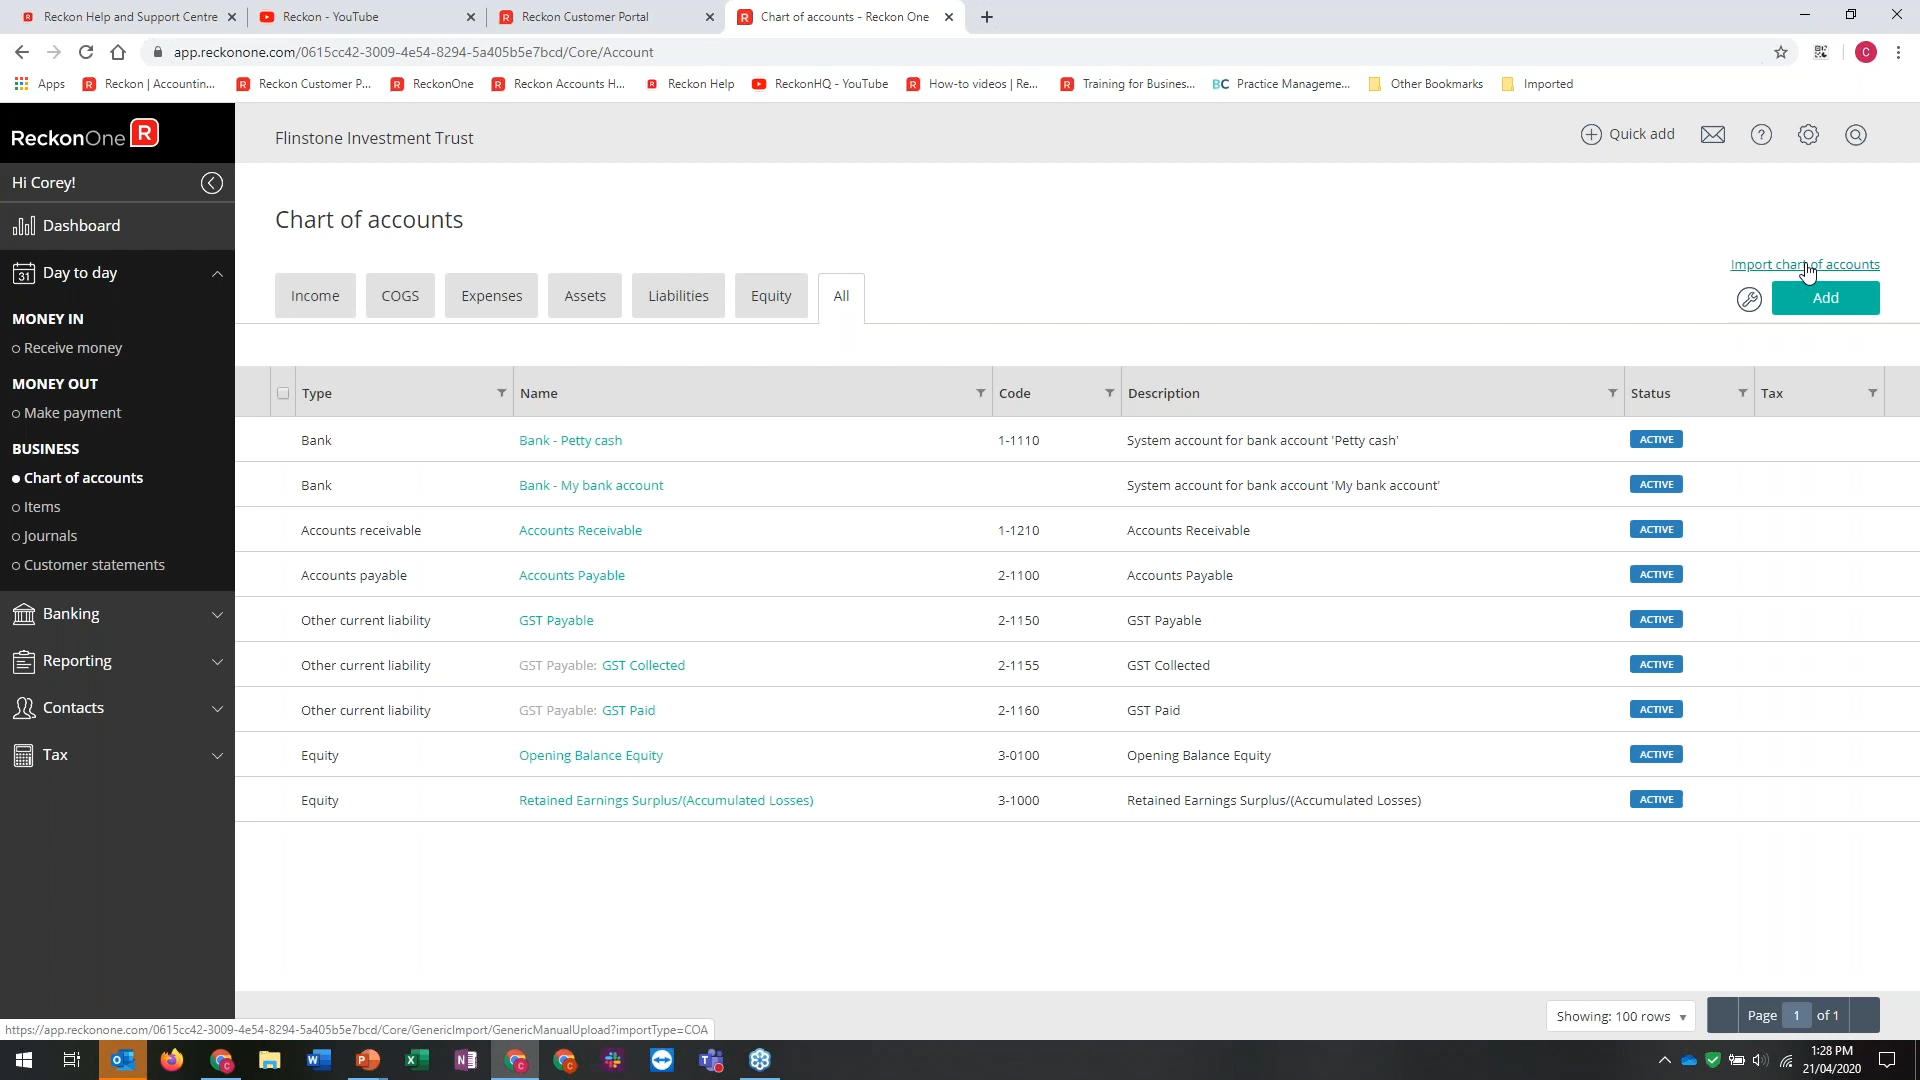 Reckon Help and Support Centre
Reckon - YouTube
Reckon Customer Portal
Chart of accounts - Reckon One
app.reckonone.com/0615cc42-3009-4e54-8294-5a405b5e7bcd/Core/Account
C
Apps
Reckon | Accountin...
Reckon Customer P...
ReckonOne
Reckon Accounts H...
Reckon Help
ReckonHQ - YouTube
How-to videos | Re...
Training for Busines...
BC Practice Manageme...
Other Bookmarks
Imported
ReckonOne R
Flinstone Investment Trust
Quick add
Hi Corey!
Dashboard
31 Day to day
MONEY IN
Receive money
MONEY OUT
Make payment
BUSINESS
Chart of accounts
Items
Journals
Customer statements
Banking
Reporting
Contacts
Tax
Chart of accounts
Import chart of accounts
Income COGS Expenses Assets Liabilities Equity All
Add
Type Name Code Description Status Tax
Bank Bank - Petty cash 1-1110 System account for bank account 'Petty cash' ACTIVE
Bank Bank - My bank account System account for bank account 'My bank account' ACTIVE
Accounts receivable Accounts Receivable 1-1210 Accounts Receivable ACTIVE
Accounts payable Accounts Payable 2-1100 Accounts Payable ACTIVE
Other current liability GST Payable 2-1150 GST Payable ACTIVE
Other current liability GST Payable: GST Collected 2-1155 GST Collected ACTIVE
Other current liability GST Payable: GST Paid 2-1160 GST Paid ACTIVE
Equity Opening Balance Equity 3-0100 Opening Balance Equity ACTIVE
Equity Retained Earnings Surplus/(Accumulated Losses) 3-1000 Retained Earnings Surplus/(Accumulated Losses) ACTIVE
Showing: 100 rows
Page 1 of 1
https://app.reckonone.com/0615cc42-3009-4e54-8294-5a405b5e7bcd/Core/GenericImport/GenericManualUpload?importType=COA
1:28 PM
21/04/2020